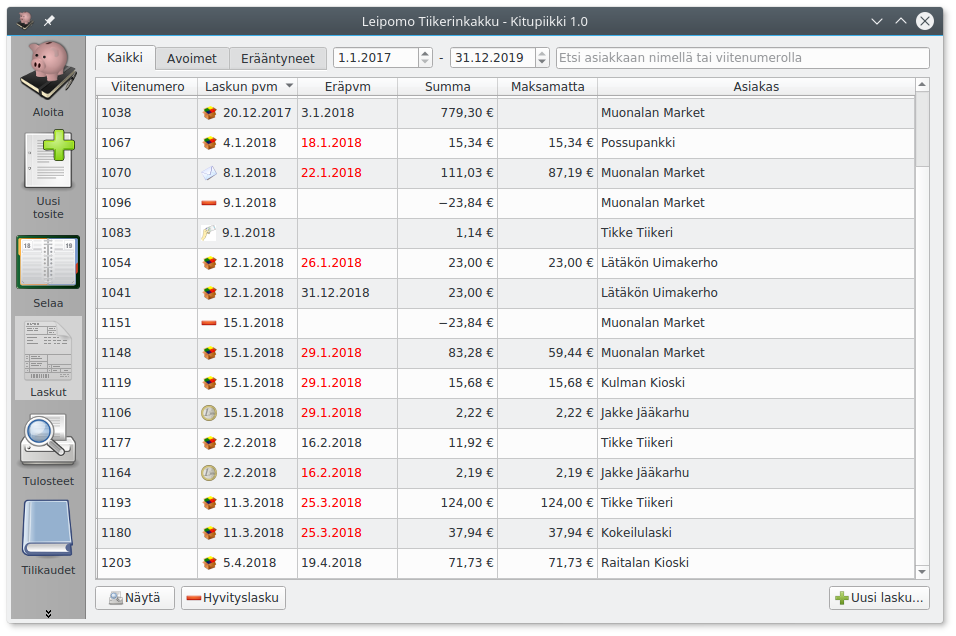 Leipomo Tiikerinkakku - Kitupiikki 1.0
Aloita
Uusi
tosite
18 19
Selaa
Laskut
Tulosteet
Tilikaudet
Kaikki Avoimet Erääntyneet 1.1.2017 - 31.12.2019 Etsi asiakkaan nimellä tai viitenumerolla
Viitenumero Laskun pvm Eräpvm Summa Maksamatta Asiakas
1038 20.12.2017 3.1.2018 779,30 € Muonalan Market
1067 4.1.2018 18.1.2018 15,34 € 15,34 € Possupankki
1070 8.1.2018 22.1.2018 111,03 € 87,19 € Muonalan Market
1096 9.1.2018 −23,84 € Muonalan Market
1083 9.1.2018 1,14 € Tikke Tiikeri
1054 12.1.2018 26.1.2018 23,00 € 23,00 € Lätäkön Uimakerho
1041 12.1.2018 31.12.2018 23,00 € Lätäkön Uimakerho
1151 15.1.2018 −23,84 € Muonalan Market
1148 15.1.2018 29.1.2018 83,28 € 59,44 € Muonalan Market
1119 15.1.2018 29.1.2018 15,68 € 15,68 € Kulman Kioski
1106 15.1.2018 29.1.2018 2,22 € 2,22 € Jakke Jääkarhu
1177 2.2.2018 16.2.2018 11,92 € Tikke Tiikeri
1164 2.2.2018 16.2.2018 2,19 € 2,19 € Jakke Jääkarhu
1193 11.3.2018 25.3.2018 124,00 € 124,00 € Tikke Tiikeri
1180 11.3.2018 25.3.2018 37,94 € 37,94 € Kokeilulaski
1203 5.4.2018 19.4.2018 71,73 € 71,73 € Raitalan Kioski
Näytä Hyvityslasku Uusi lasku...